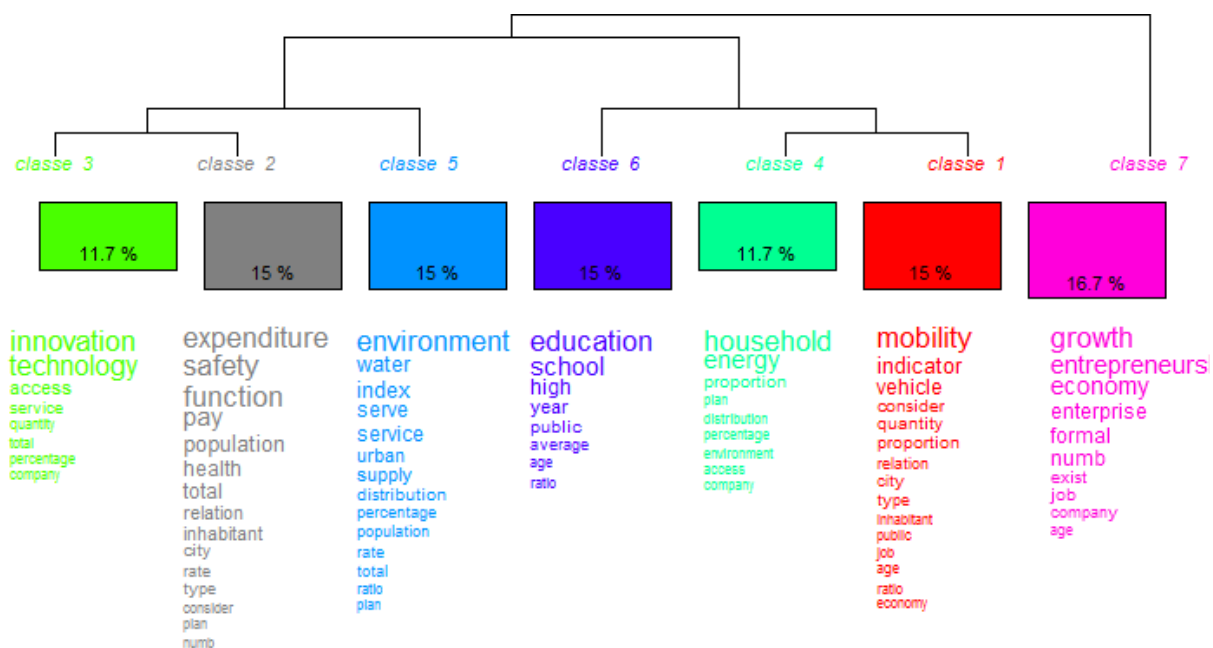 classe 3
classe 2
classe 5
classe 6
classe 4
classe 1
classe 7
11.7 %
15 %
15 %
15 %
11.7 %
15 %
16.7 %
innovation
technology
access
service
quantity
total
percentage
company
expenditure
safety
function
pay
population
health
total
relation
inhabitant
city
rate
type
consider
plan
numb
environment
water
index
serve
service
urban
supply
distribution
percentage
population
rate
total
ratio
plan
education
school
high
year
public
average
age
ratio
household
energy
proportion
plan
distribution
percentage
environment
access
company
mobility
indicator
vehicle
consider
quantity
proportion
relation
city
type
inhabitant
public
job
age
ratio
economy
growth
entrepreneurs
economy
enterprise
formal
numb
exist
job
company
age